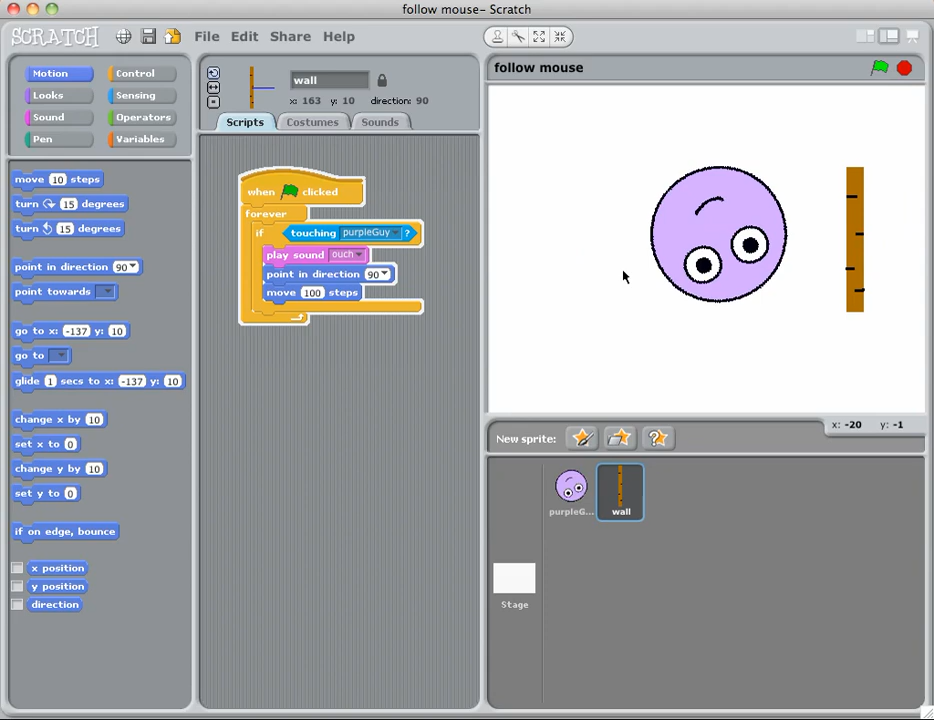 follow mouse- Scratch
SCRATCH File Edit Share Help
Motion Control
Looks Sensing
Sound Operators
Pen Variables
move 10 steps
turn 15 degrees
turn 15 degrees
point in direction 90
point towards
go to x: -137 y: 10
go to
glide 1 secs to x: -137 y: 10
change x by 10
set x to 0
change y by 10
set y to 0
if on edge, bounce
x position
y position
direction
wall
x: 163 y: 10 direction: 90
Scripts Costumes Sounds
when clicked
forever
if touching purpleGuy ?
play sound ouch
point in direction 90
move 100 steps
follow mouse
x: -20 y: -1
New sprite:
purpleG... wall
Stage